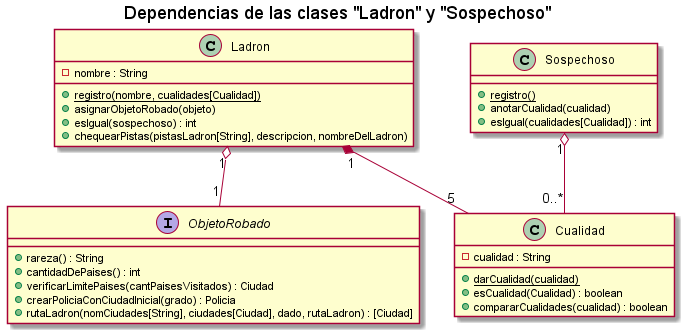 Dependencias de las clases "Ladron" y "Sospechoso"
C Ladron
nombre : String
registro(nombre, cualidades[Cualidad])
asignarObjetoRobado(objeto)
esIgual(sospechoso) : int
chequearPistas(pistasLadron[String], descripcion, nombreDelLadron)
C Sospechoso
registro()
anotarCualidad(cualidad)
esIgual(cualidades[Cualidad]) : int
1
1
1
1
5
0..*
I ObjetoRobado
rareza() : String
cantidadDePaises() : int
verificarLimitePaises(cantPaisesVisitados) : Ciudad
crearPoliciaConCiudadInicial(grado) : Policia
rutaLadron(nomCiudades[String], ciudades[Ciudad], dado, rutaLadron) : [Ciudad]
C Cualidad
cualidad : String
darCualidad(cualidad)
esCualidad(Cualidad) : boolean
compararCualidades(cualidad) : boolean